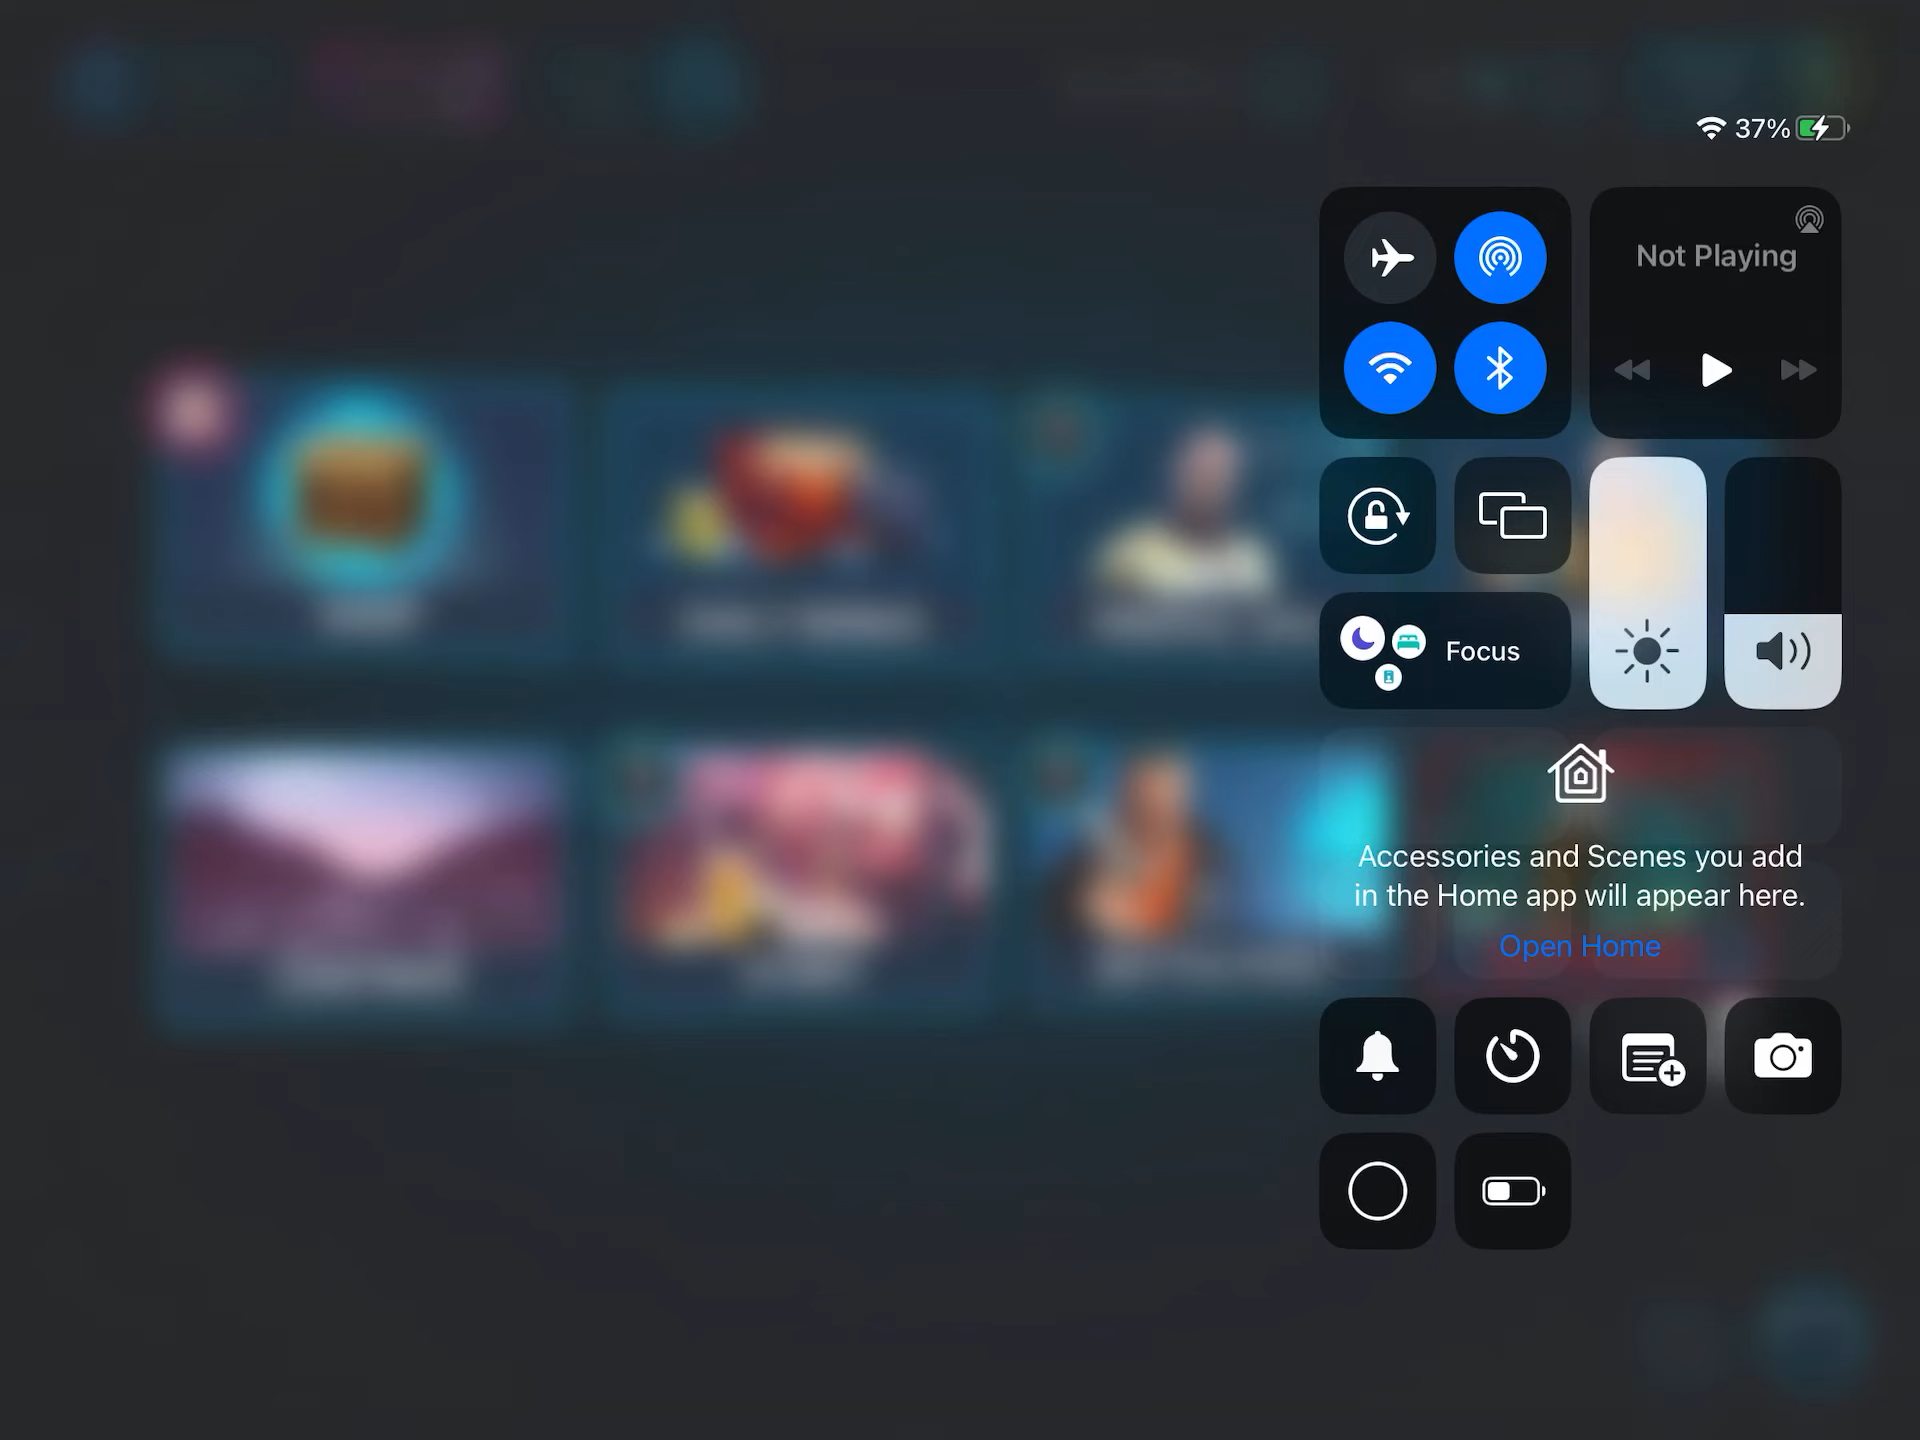 37%
Not Playing
Focus
Accessories and Scenes you add
in the Home app will appear here.
Open Home